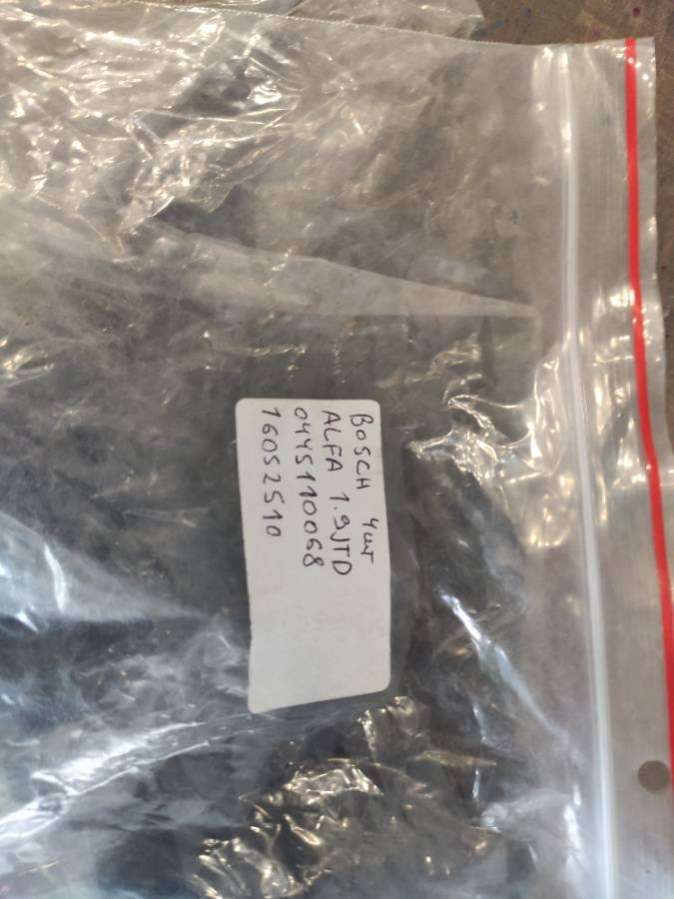 BOSCH 4шт
ALFA 1.9JTD
0445110068
16052510